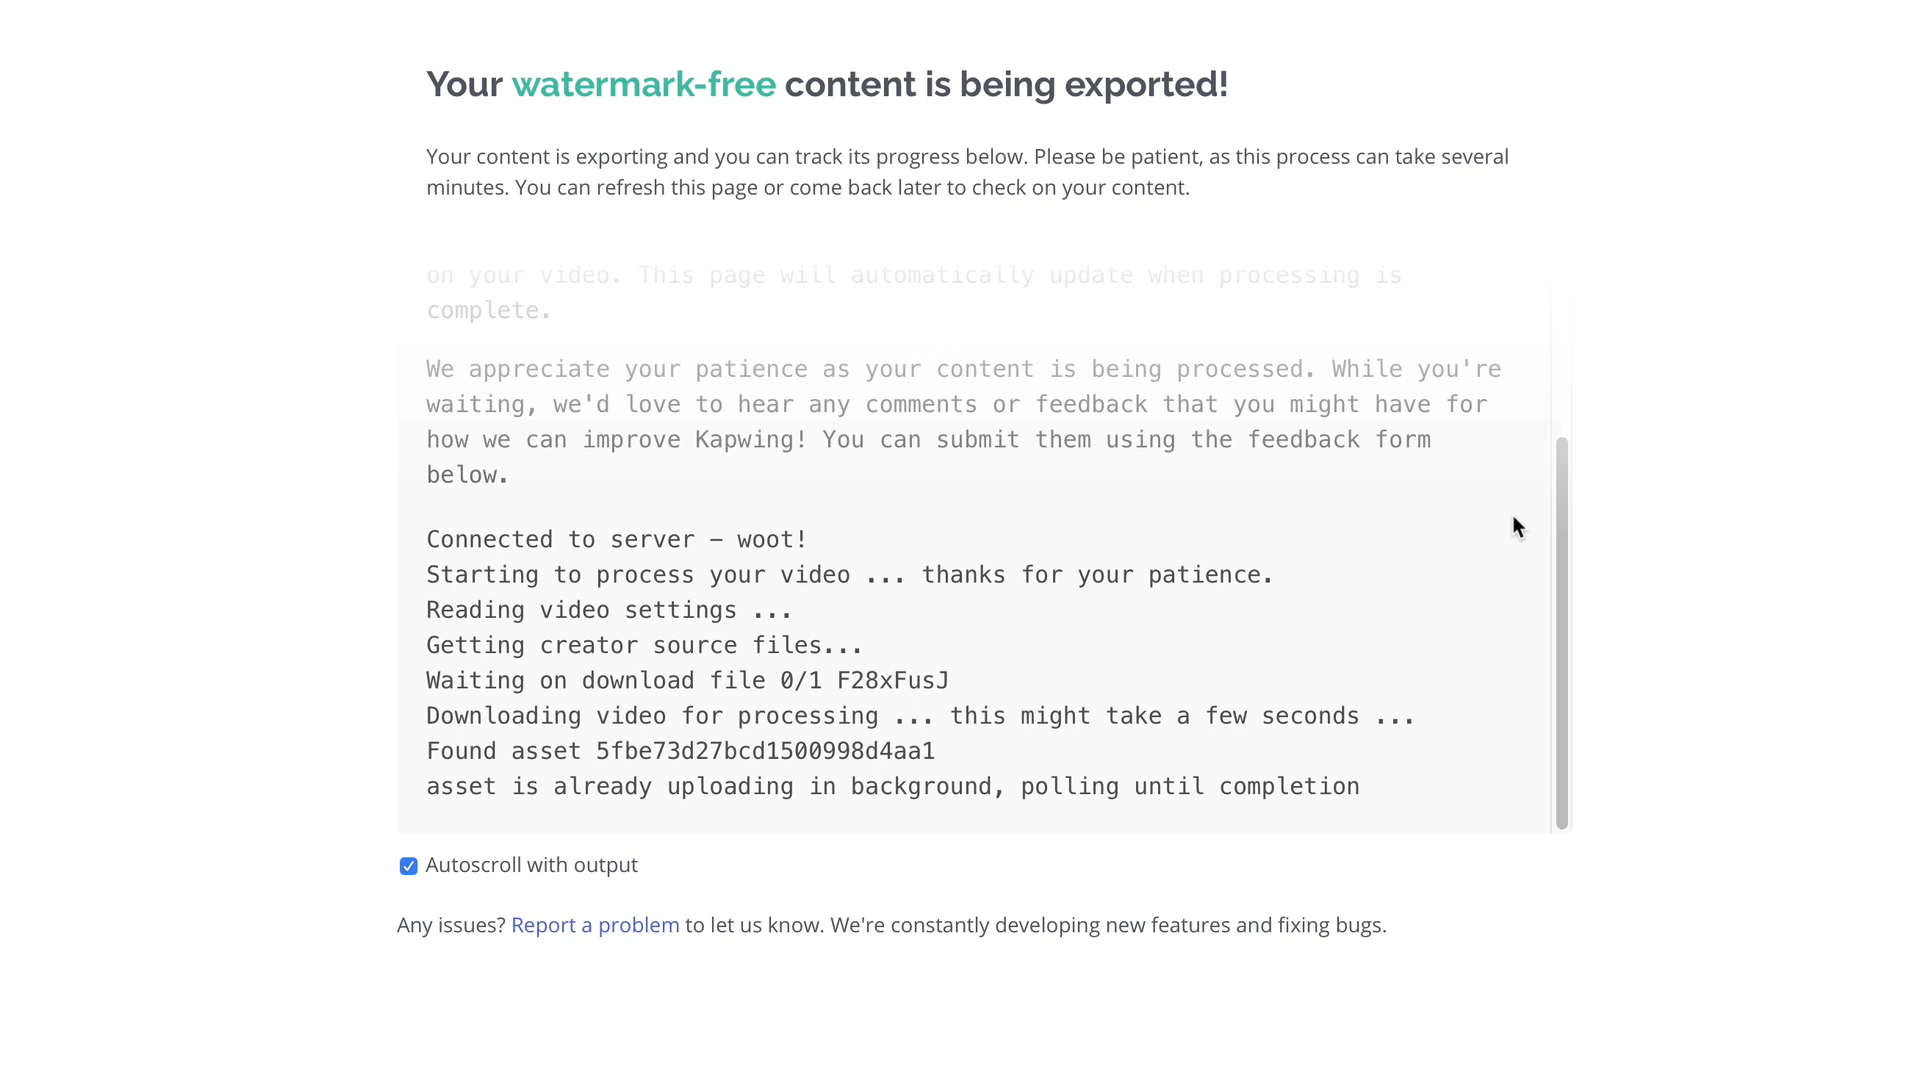 Your watermark-free content is being exported!
Your content is exporting and you can track its progress below. Please be patient, as this process can take several
minutes. You can refresh this page or come back later to check on your content.
on your video. This page will automatically update when processing is
complete.
We appreciate your patience as your content is being processed. While you're
waiting, we'd love to hear any comments or feedback that you might have for
how we can improve Kapwing! You can submit them using the feedback form
below.
Connected to server – woot!
Starting to process your video ... thanks for your patience.
Reading video settings ...
Getting creator source files...
Waiting on download file 0/1 F28xFusJ
Downloading video for processing ... this might take a few seconds ...
Found asset 5fbe73d27bcd1500998d4aa1
asset is already uploading in background, polling until completion
Autoscroll with output
Any issues? Report a problem to let us know. We're constantly developing new features and fixing bugs.